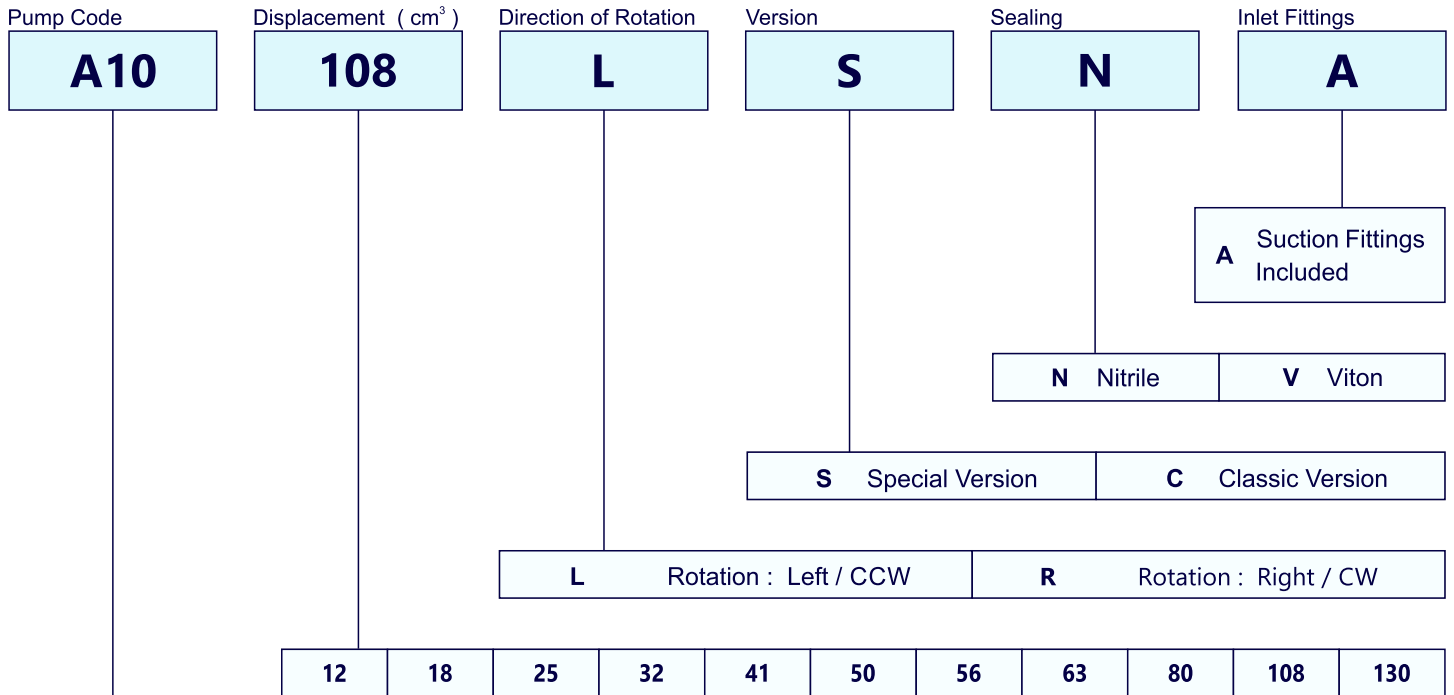 Pump Code Displacement ( cm³ ) Direction of Rotation Version Sealing Inlet Fittings
A10 108 L S N A
A Suction Fittings
Included
N Nitrile V Viton
S Special Version C Classic Version
L Rotation : Left / CCW R Rotation : Right / CW
12 18 25 32 41 50 56 63 80 108 130